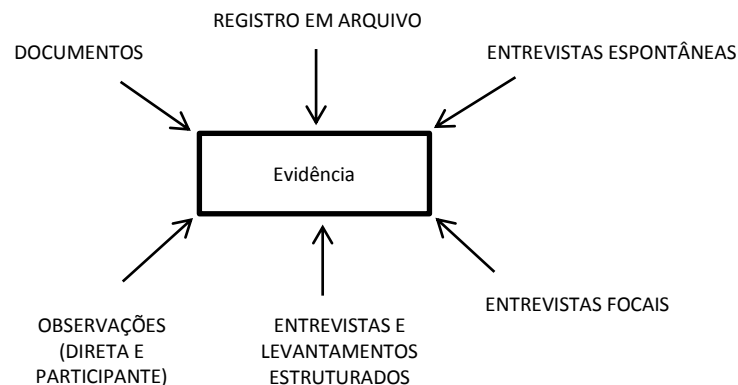 REGISTRO EM ARQUIVO
DOCUMENTOS
ENTREVISTAS ESPONTÂNEAS
Evidência
ENTREVISTAS FOCAIS
OBSERVAÇÕES
(DIRETA E
PARTICIPANTE)
ENTREVISTAS E
LEVANTAMENTOS
ESTRUTURADOS